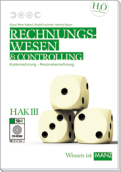 RECHNUNGS-
WESEN
& CONTROLLING
Kostenrechnung – Personalverrechnung
HAK III
Wissen ist MANZ